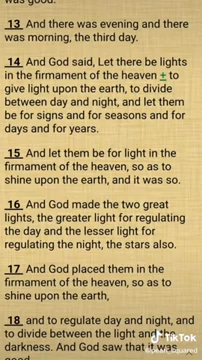 was good.
13 And there was evening and there
was morning, the third day.
14 And God said, Let there be lights
in the firmament of the heaven ± to
give light upon the earth, to divide
between day and night, and let them
be for signs and for seasons and for
days and for years.
15 And let them be for light in the
firmament of the heaven, so as to
shine upon the earth, and it was so.
16 And God made the two great
lights, the greater light for regulating
the day and the lesser light for
regulating the night, the stars also.
17 And God placed them in the
firmament of the heaven, so as to
shine upon the earth,
18 and to regulate day and night, and
to divide between the light and the
TikTok
darkness. And God saw that it was
good